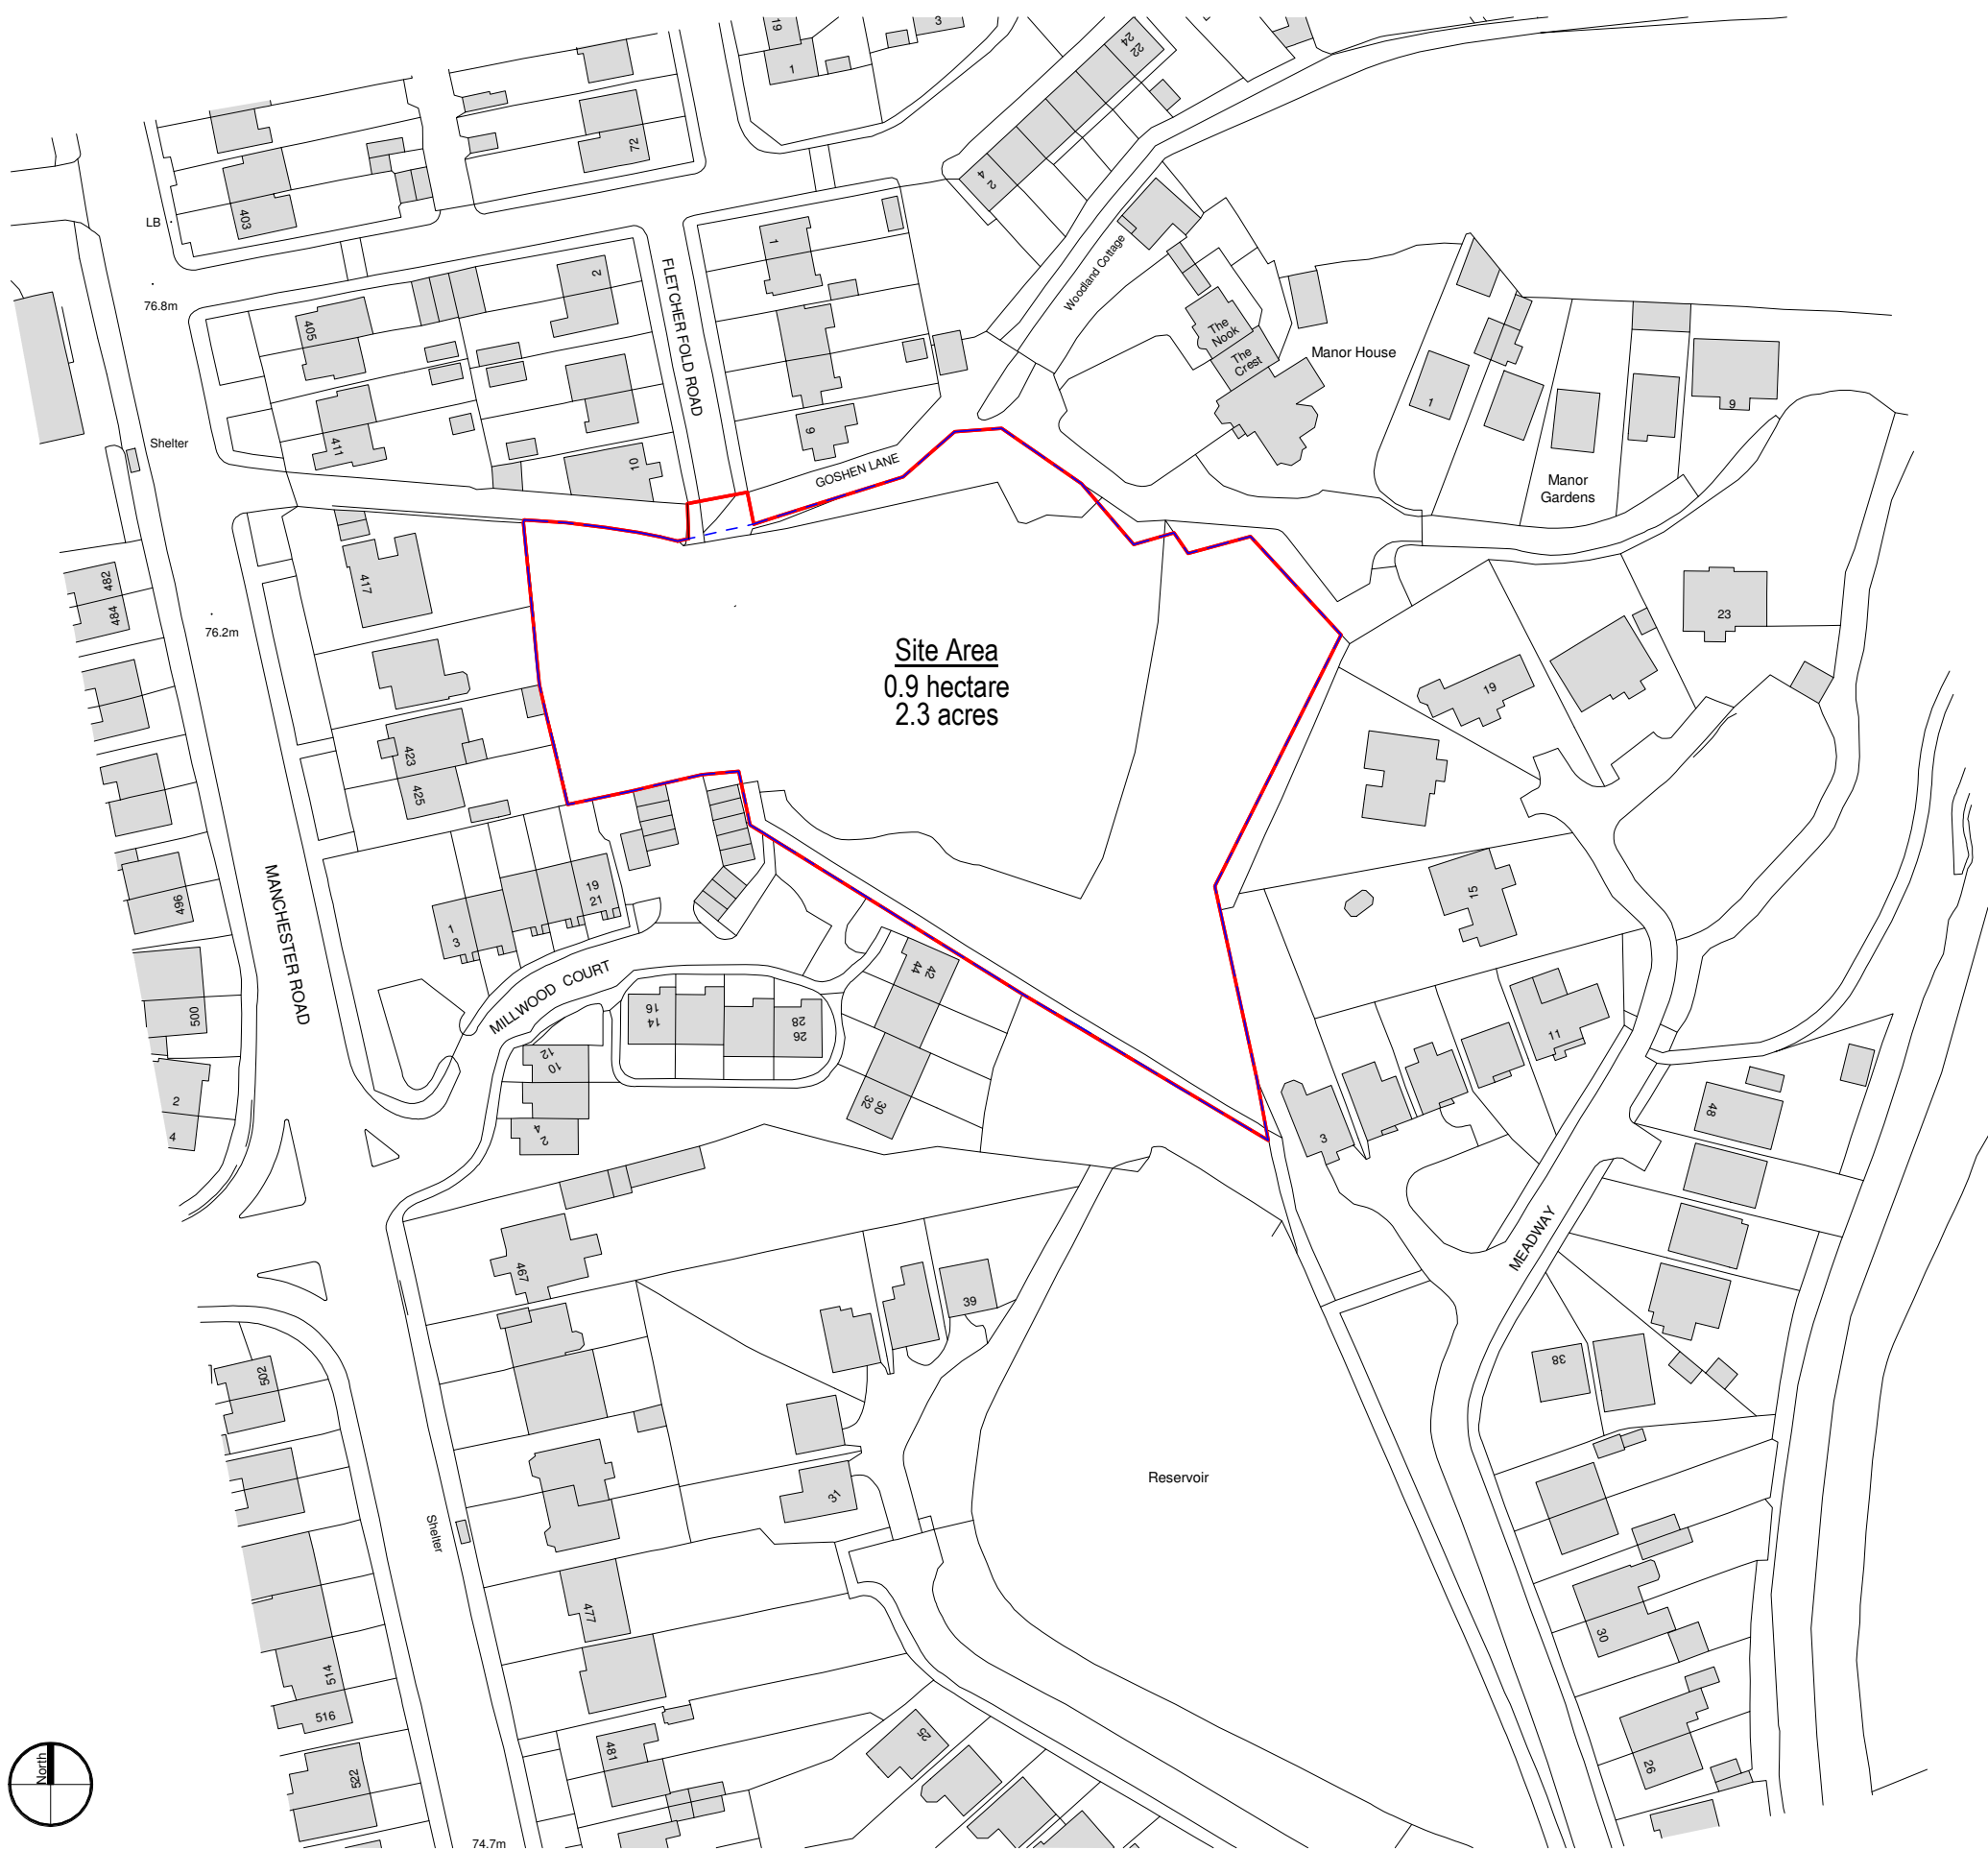 19
3
1
22
24
72
403
LB
2
4
Woodland Cottage
76.8m
405
2
FLETCHER FOLD ROAD
1
The
Nook
The
Crest
Manor House
1
9
Shelter
411
10
9
GOSHEN LANE
Manor
Gardens
482
484
417
76.2m
23
Site Area
0.9 hectare
2.3 acres
19
423
425
MANCHESTER ROAD
496
19
21
1
3
15
MILLWOOD COURT
42
44
500
16
14
28
26
11
12
10
2
4
2
4
30
32
3
48
MEADWAY
467
39
502
38
31
Reservoir
Shelter
477
30
514
516
25
481
26
522
North
74.7m